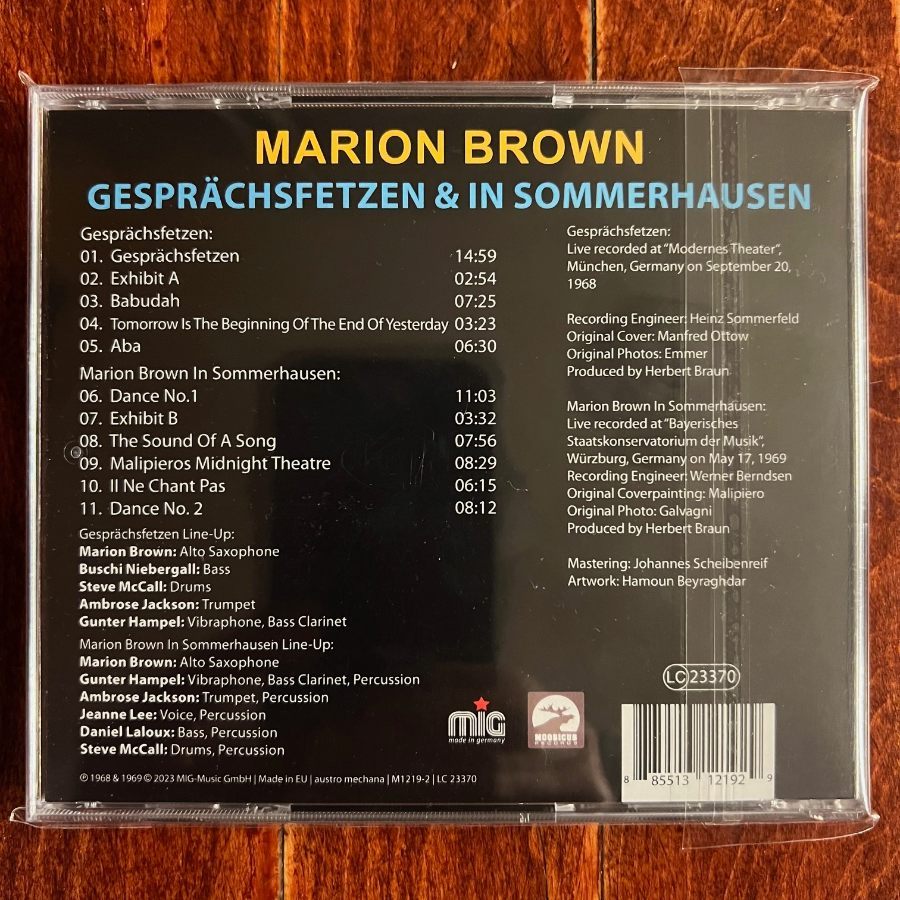 MARION BROWN
GESPRÄCHSFETZEN & IN SOMMERHAUSEN
Gesprächsfetzen:
01. Gesprächsfetzen 14:59
02. Exhibit A 02:54
03. Babudah 07:25
04. Tomorrow Is The Beginning Of The End Of Yesterday 03:23
05. Aba 06:30
Marion Brown In Sommerhausen:
06. Dance No.1 11:03
07. Exhibit B 03:32
08. The Sound Of A Song 07:56
09. Malipieros Midnight Theatre 08:29
10. Il Ne Chant Pas 06:15
11. Dance No. 2 08:12
Gesprächsfetzen Line-Up:
Marion Brown: Alto Saxophone
Buschi Niebergall: Bass
Steve McCall: Drums
Ambrose Jackson: Trumpet
Gunter Hampel: Vibraphone, Bass Clarinet
Marion Brown In Sommerhausen Line-Up:
Marion Brown: Alto Saxophone
Gunter Hampel: Vibraphone, Bass Clarinet, Percussion
Ambrose Jackson: Trumpet, Percussion
Jeanne Lee: Voice, Percussion
Daniel Laloux: Bass, Percussion
Steve McCall: Drums, Percussion
℗ 1968 & 1969 © 2023 MIG-Music GmbH | Made in EU | austro mechana | M1219-2 | LC 23370
Gesprächsfetzen:
Live recorded at "Modernes Theater",
München, Germany on September 20,
1968
Recording Engineer: Heinz Sommerfeld
Original Cover: Manfred Ottow
Original Photos: Emmer
Produced by Herbert Braun
Marion Brown In Sommerhausen:
Live recorded at "Bayerisches
Staatskonservatorium der Musik",
Würzburg, Germany on May 17, 1969
Recording Engineer: Werner Berndsen
Original Coverpainting: Malipiero
Original Photo: Galvagni
Produced by Herbert Braun
Mastering: Johannes Scheibenreif
Artwork: Hamoun Beyraghdar
LC 23370
MIG
made in germany
MOOSICUS
RECORDS
8 85513 12192 9